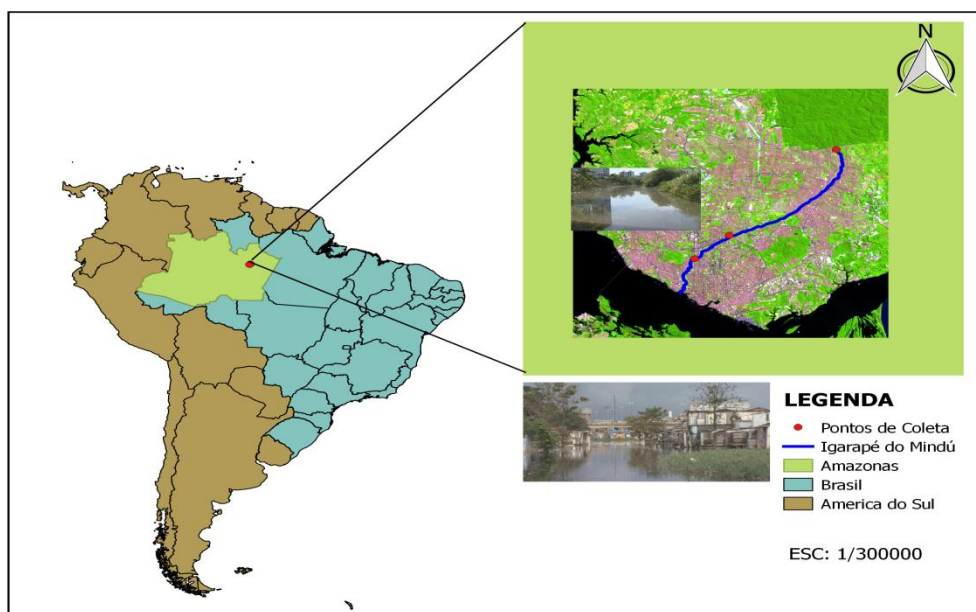 N
LEGENDA
Pontos de Coleta
Igarapé do Mindú
Amazonas
Brasil
America do Sul
ESC: 1/300000